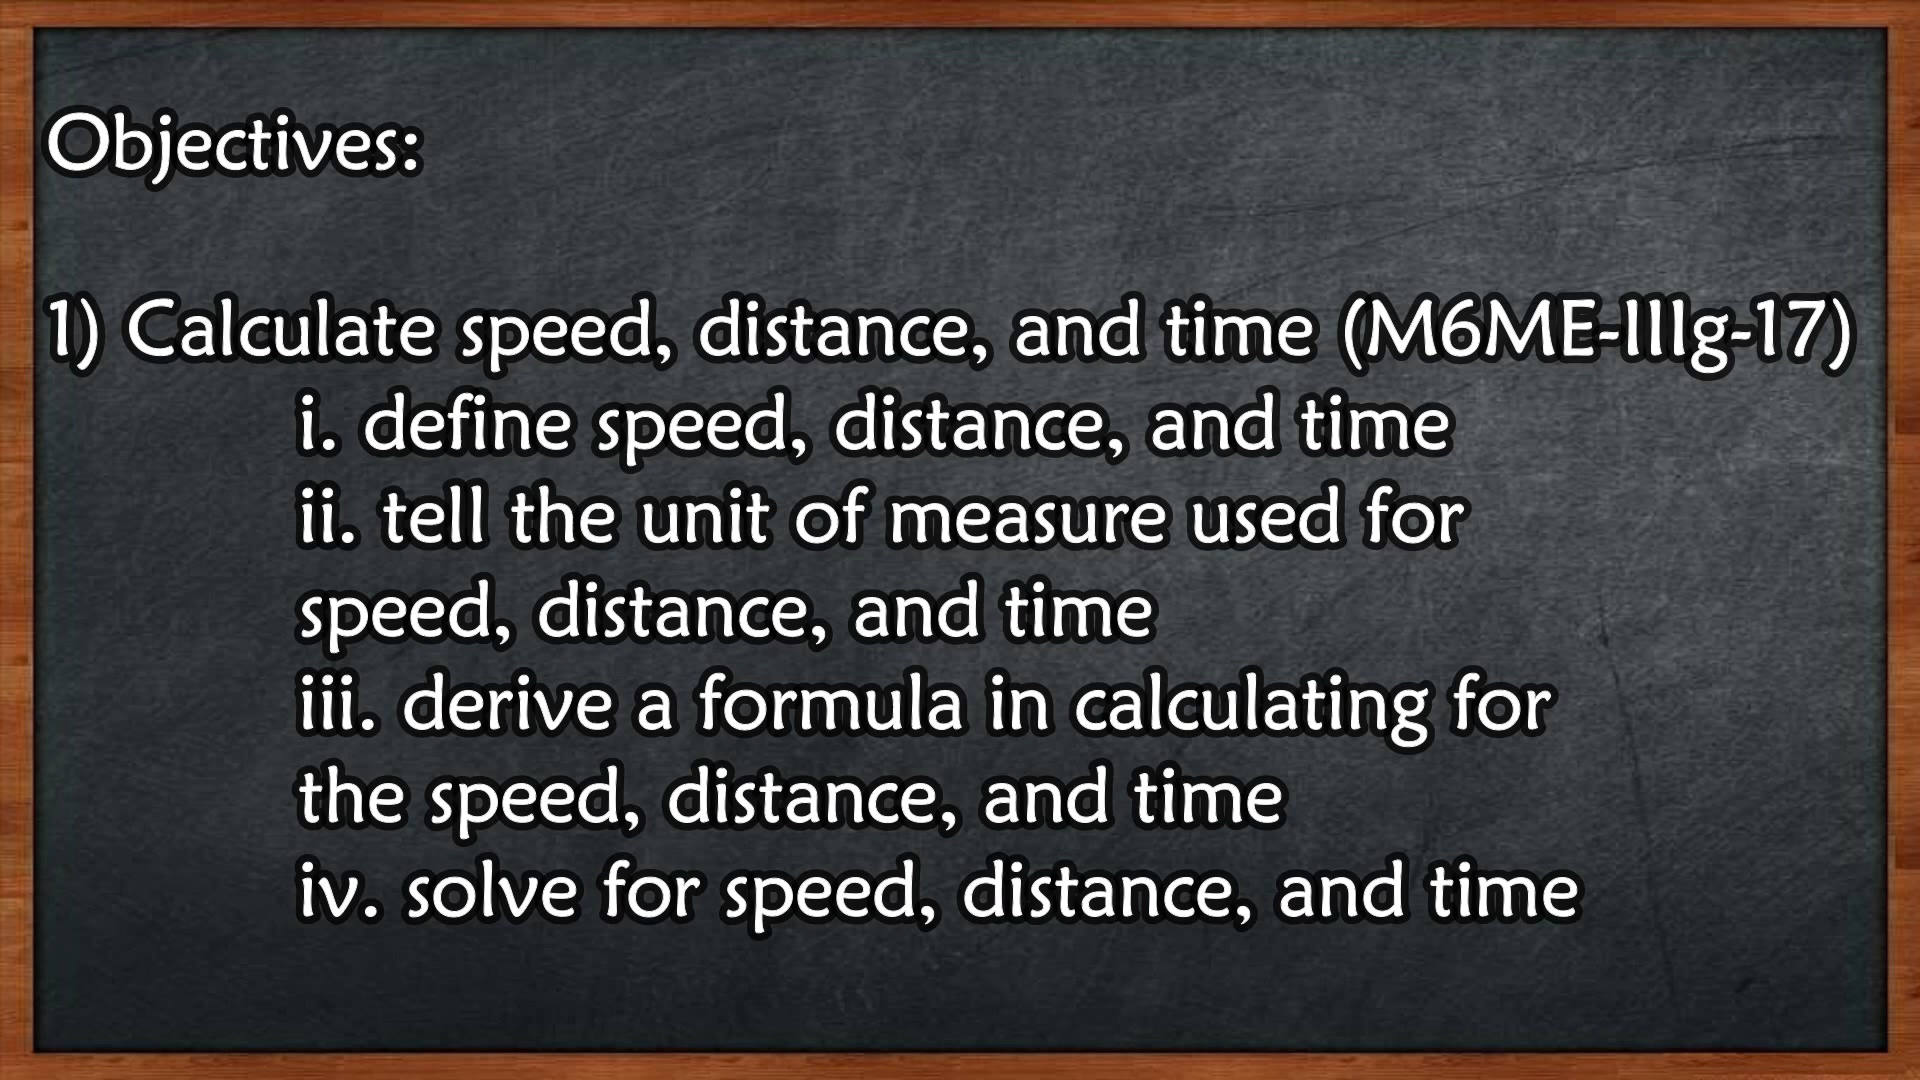 Objectives:
1) Calculate speed, distance, and time (M6ME-IIIg-17)
i. define speed, distance, and time
ii. tell the unit of measure used for
speed, distance, and time
iii. derive a formula in calculating for
the speed, distance, and time
iv. solve for speed, distance, and time